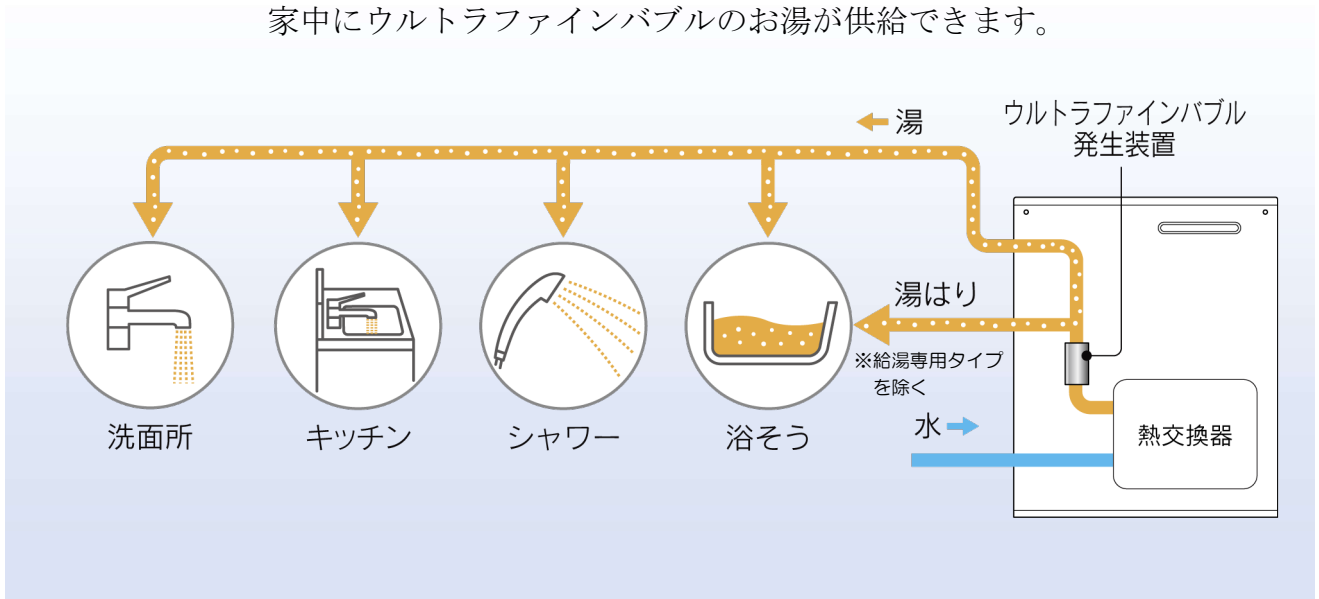 家中にウルトラファインバブルのお湯が供給できます。
湯
ウルトラファインバブル
発生装置
湯はり
※給湯専用タイプ
を除く
水
熱交換器
洗面所
キッチン
シャワー
浴そう